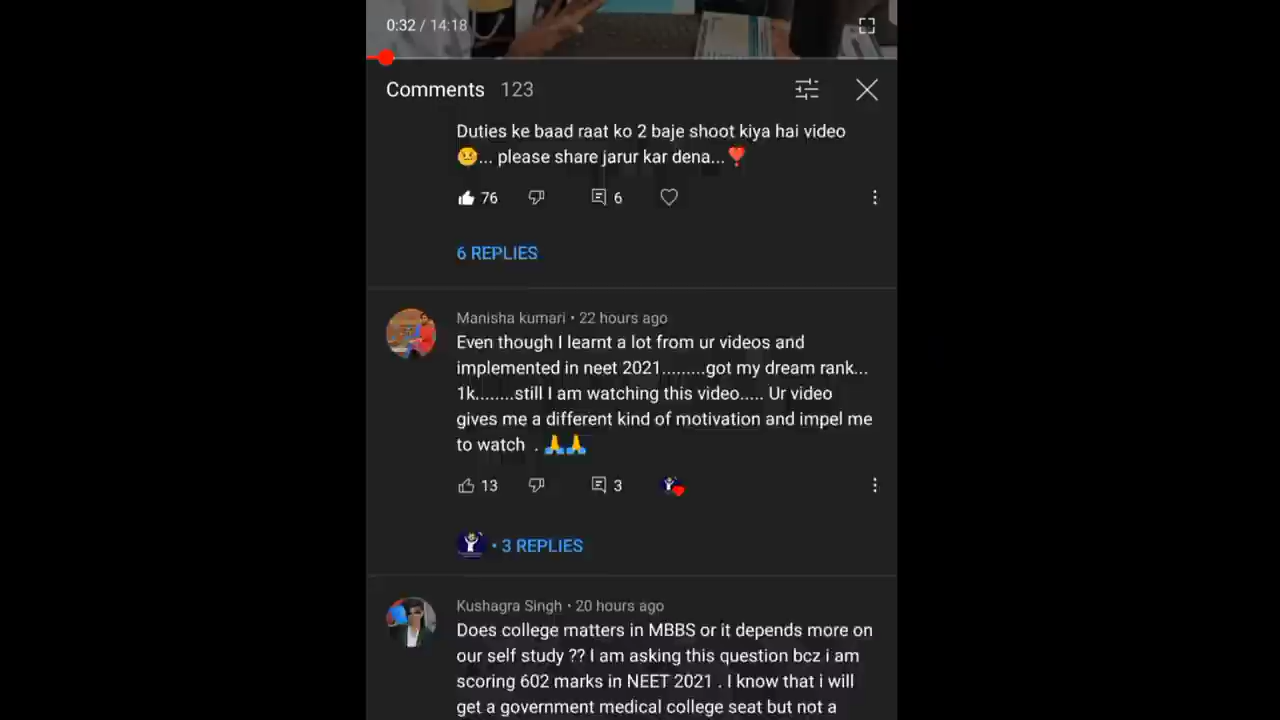 0:32 / 14:18
Comments 123
Duties ke baad raat ko 2 baje shoot kiya hai video
🤒... please share jarur kar dena...❣️
76 6
6 REPLIES
Manisha kumari • 22 hours ago
Even though I learnt a lot from ur videos and
implemented in neet 2021.........got my dream rank...
1k........still I am watching this video..... Ur video
gives me a different kind of motivation and impel me
to watch . 🙏🙏
13 3
• 3 REPLIES
Kushagra Singh • 20 hours ago
Does college matters in MBBS or it depends more on
our self study ?? I am asking this question bcz i am
scoring 602 marks in NEET 2021 . I know that i will
get a government medical college seat but not a